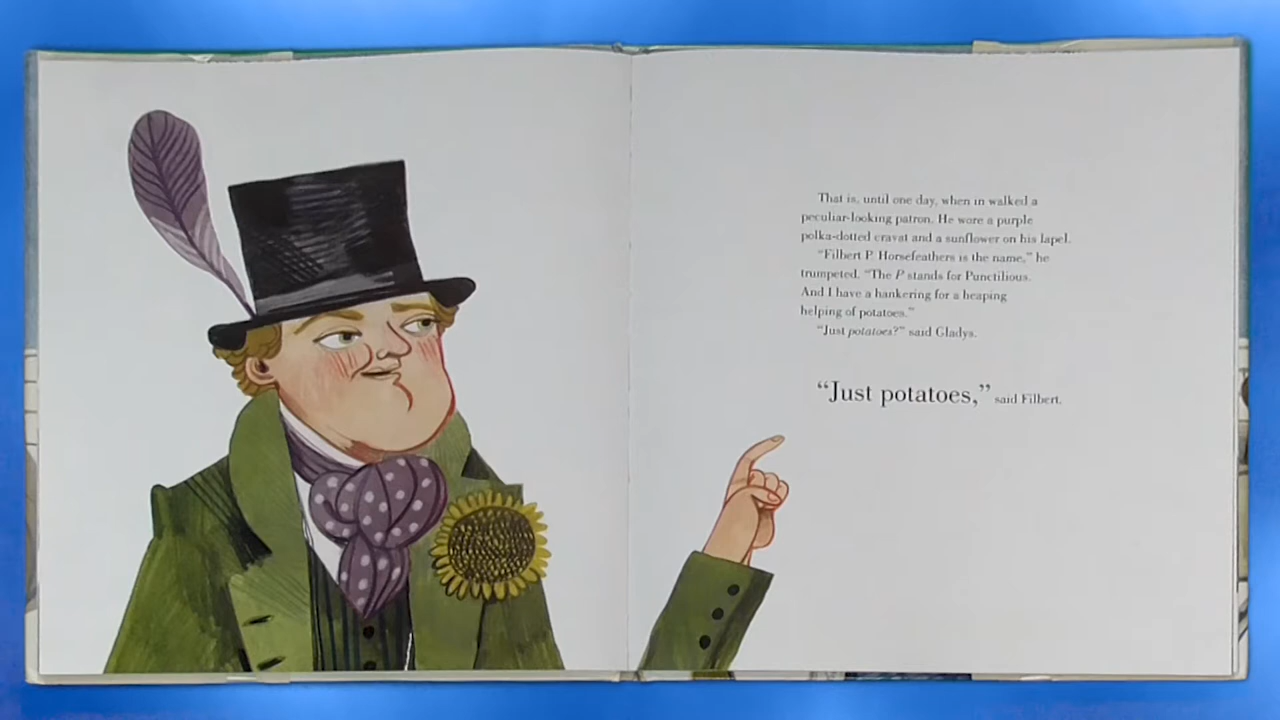 That is, until one day, when in walked a
peculiar-looking patron. He wore a purple
polka-dotted cravat and a sunflower on his lapel.
“Filbert P. Horsefeathers is the name,” he
trumpeted. “The P stands for Punctilious.
And I have a hankering for a heaping
helping of potatoes.”
“Just potatoes?” said Gladys.
“Just potatoes,” said Filbert.